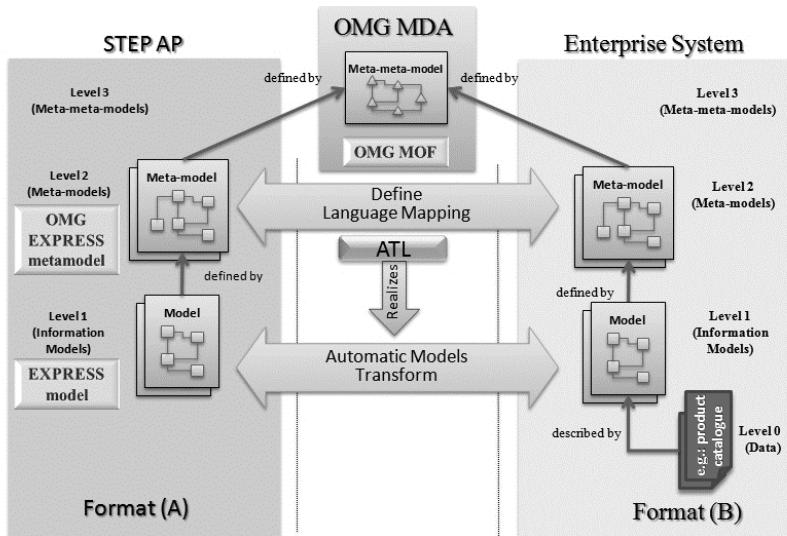 STEP AP
OMG MDA
Enterprise System
Meta-meta-model
OMG MOF
defined by
defined by
Level 3
(Meta-meta-models)
Level 3
(Meta-meta-models)
Level 2
(Meta-models)
OMG
EXPRESS
metamodel
Meta-model
Define
Language Mapping
Meta-model
Level 2
(Meta-models)
ATL
Realizes
defined by
defined by
Level 1
(Information
Models)
EXPRESS
model
Model
Automatic Models
Transform
Model
Level 1
(Information
Models)
described by
e.g.: product
catalogue
Level 0
(Data)
Format (A)
Format (B)